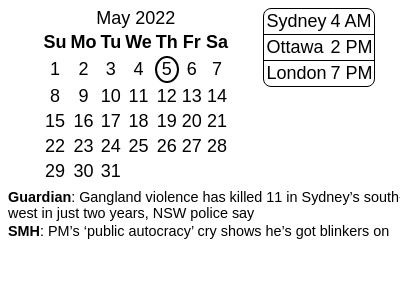 May 2022
Su Mo Tu We Th Fr Sa
1 2 3 4 5 6 7
8 9 10 11 12 13 14
15 16 17 18 19 20 21
22 23 24 25 26 27 28
29 30 31
Sydney 4 AM
Ottawa 2 PM
London 7 PM
Guardian: Gangland violence has killed 11 in Sydney’s south-
west in just two years, NSW police say
SMH: PM’s ‘public autocracy’ cry shows he’s got blinkers on